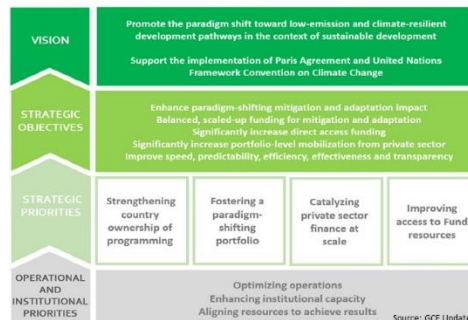 VISION
Promote the paradigm shift toward low-emission and climate-resilient
development pathways in the context of sustainable development
Support the implementation of Paris Agreement and United Nations
Framework Convention on Climate Change
STRATEGIC
OBJECTIVES
Enhance paradigm-shifting mitigation and adaptation impact
Balanced, scaled-up funding for mitigation and adaptation
Significantly increase direct access funding
Significantly increase portfolio-level mobilization from private sector
Improve speed, predictability, efficiency, effectiveness and transparency
STRATEGIC
PRIORITIES
Strengthening
country
ownership of
programming
Fostering a
paradigm-
shifting
portfolio
Catalyzing
private sector
finance at
scale
Improving
access to Fund
resources
OPERATIONAL
AND
INSTITUTIONAL
PRIORITIES
Optimizing operations
Enhancing institutional capacity
Aligning resources to achieve results
Source: GCF Update